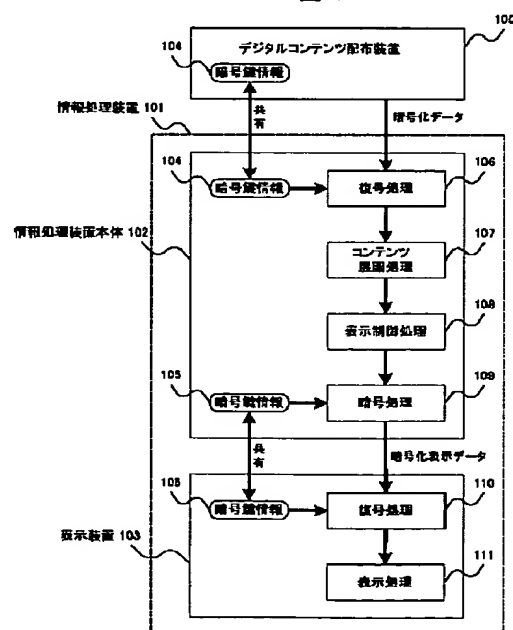 100
デジタルコンテンツ配布装置
104
暗号鍵情報
情報処理装置 101
共有
暗号化データ
104
暗号鍵情報
復号処理
106
情報処理装置本体 102
コンテンツ
展開処理
107
表示制御処理
108
105
暗号鍵情報
暗号処理
109
共有
暗号化表示データ
105
暗号鍵情報
復号処理
110
表示装置 103
表示処理
111